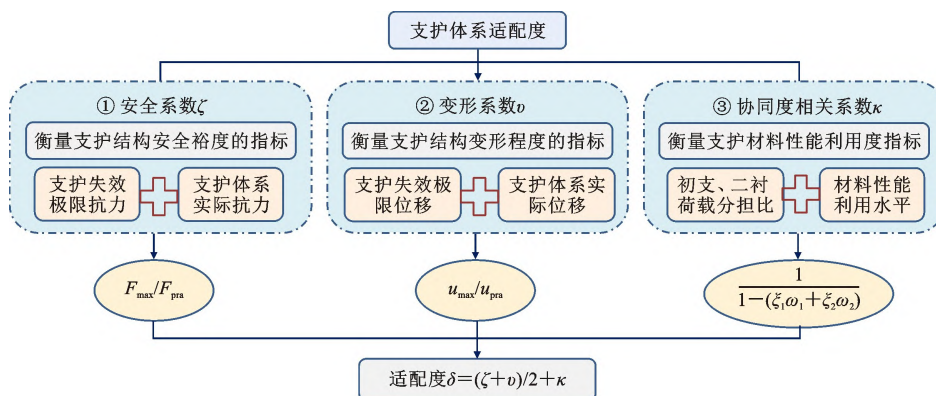 支护体系适配度
① 安全系数ζ
衡量支护结构安全裕度的指标
支护失效
极限抗力
支护体系
实际抗力
F_max/F_pra
② 变形系数υ
衡量支护结构变形程度的指标
支护失效极
限位移
支护体系实
际位移
u_max/u_pra
③ 协同度相关系数κ
衡量支护材料性能利用度指标
初支、二衬
荷载分担比
材料性能
利用水平
1
1−(ξ₁ω₁+ξ₂ω₂)
适配度δ=(ζ+υ)/2+κ